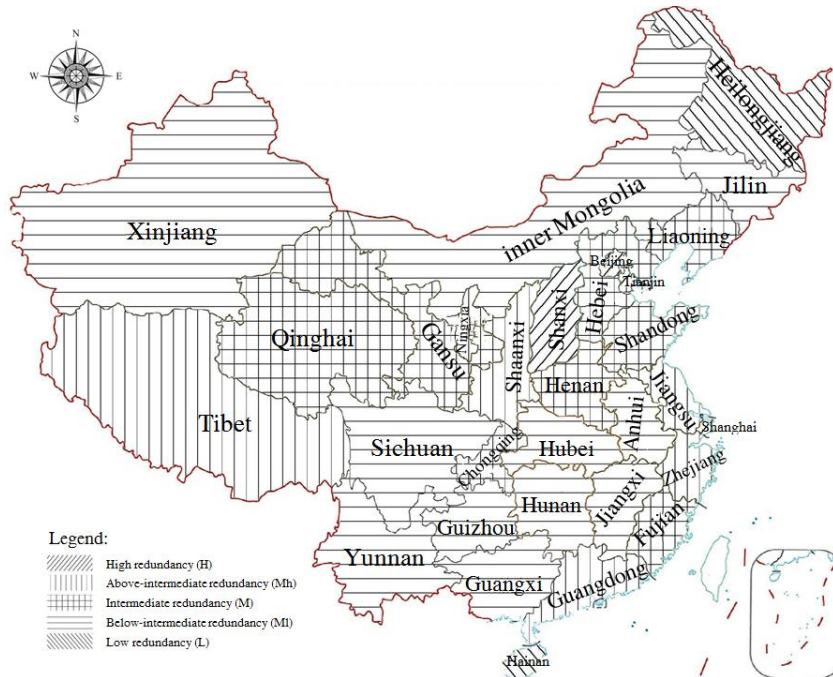 N
W
E
S
Heilongjiang
Jilin
inner Mongolia
Xinjiang
Liaoning
Beijing
Tianjin
Hebei
Shanxi
Ningxia
Shandong
Qinghai
Gansu
Shaanxi
Henan
Jiangsu
Tibet
Anhui
Shanghai
Sichuan
Chongqing
Hubei
Zhejiang
Hunan
Jiangxi
Guizhou
Fujian
Yunnan
Guangxi
Guangdong
Hainan
Legend:
High redundancy (H)
Above-intermediate redundancy (Mh)
Intermediate redundancy (M)
Below-intermediate redundancy (Ml)
Low redundancy (L)